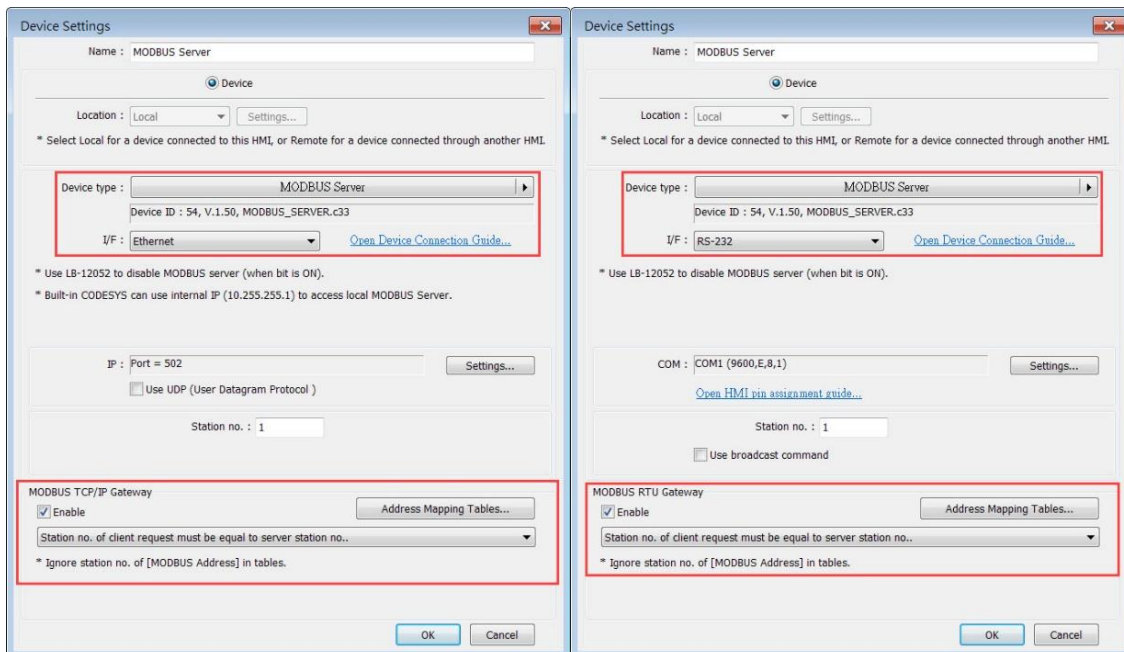 Device Settings
Name : MODBUS Server
Device
Location : Local Settings...
* Select Local for a device connected to this HMI, or Remote for a device connected through another HMI.
Device type : MODBUS Server
Device ID : 54, V.1.50, MODBUS_SERVER.c33
I/F : Ethernet Open Device Connection Guide...
* Use LB-12052 to disable MODBUS server (when bit is ON).
* Built-in CODESYS can use internal IP (10.255.255.1) to access local MODBUS Server.
IP : Port = 502 Settings...
Use UDP (User Datagram Protocol )
Station no. : 1
MODBUS TCP/IP Gateway
Enable Address Mapping Tables...
Station no. of client request must be equal to server station no..
* Ignore station no. of [MODBUS Address] in tables.
OK Cancel
Device Settings
Name : MODBUS Server
Device
Location : Local Settings...
* Select Local for a device connected to this HMI, or Remote for a device connected through another HMI.
Device type : MODBUS Server
Device ID : 54, V.1.50, MODBUS_SERVER.c33
I/F : RS-232 Open Device Connection Guide...
* Use LB-12052 to disable MODBUS server (when bit is ON).
COM : COM1 (9600,E,8,1) Settings...
Open HMI pin assignment guide...
Station no. : 1
Use broadcast command
MODBUS RTU Gateway
Enable Address Mapping Tables...
Station no. of client request must be equal to server station no..
* Ignore station no. of [MODBUS Address] in tables.
OK Cancel